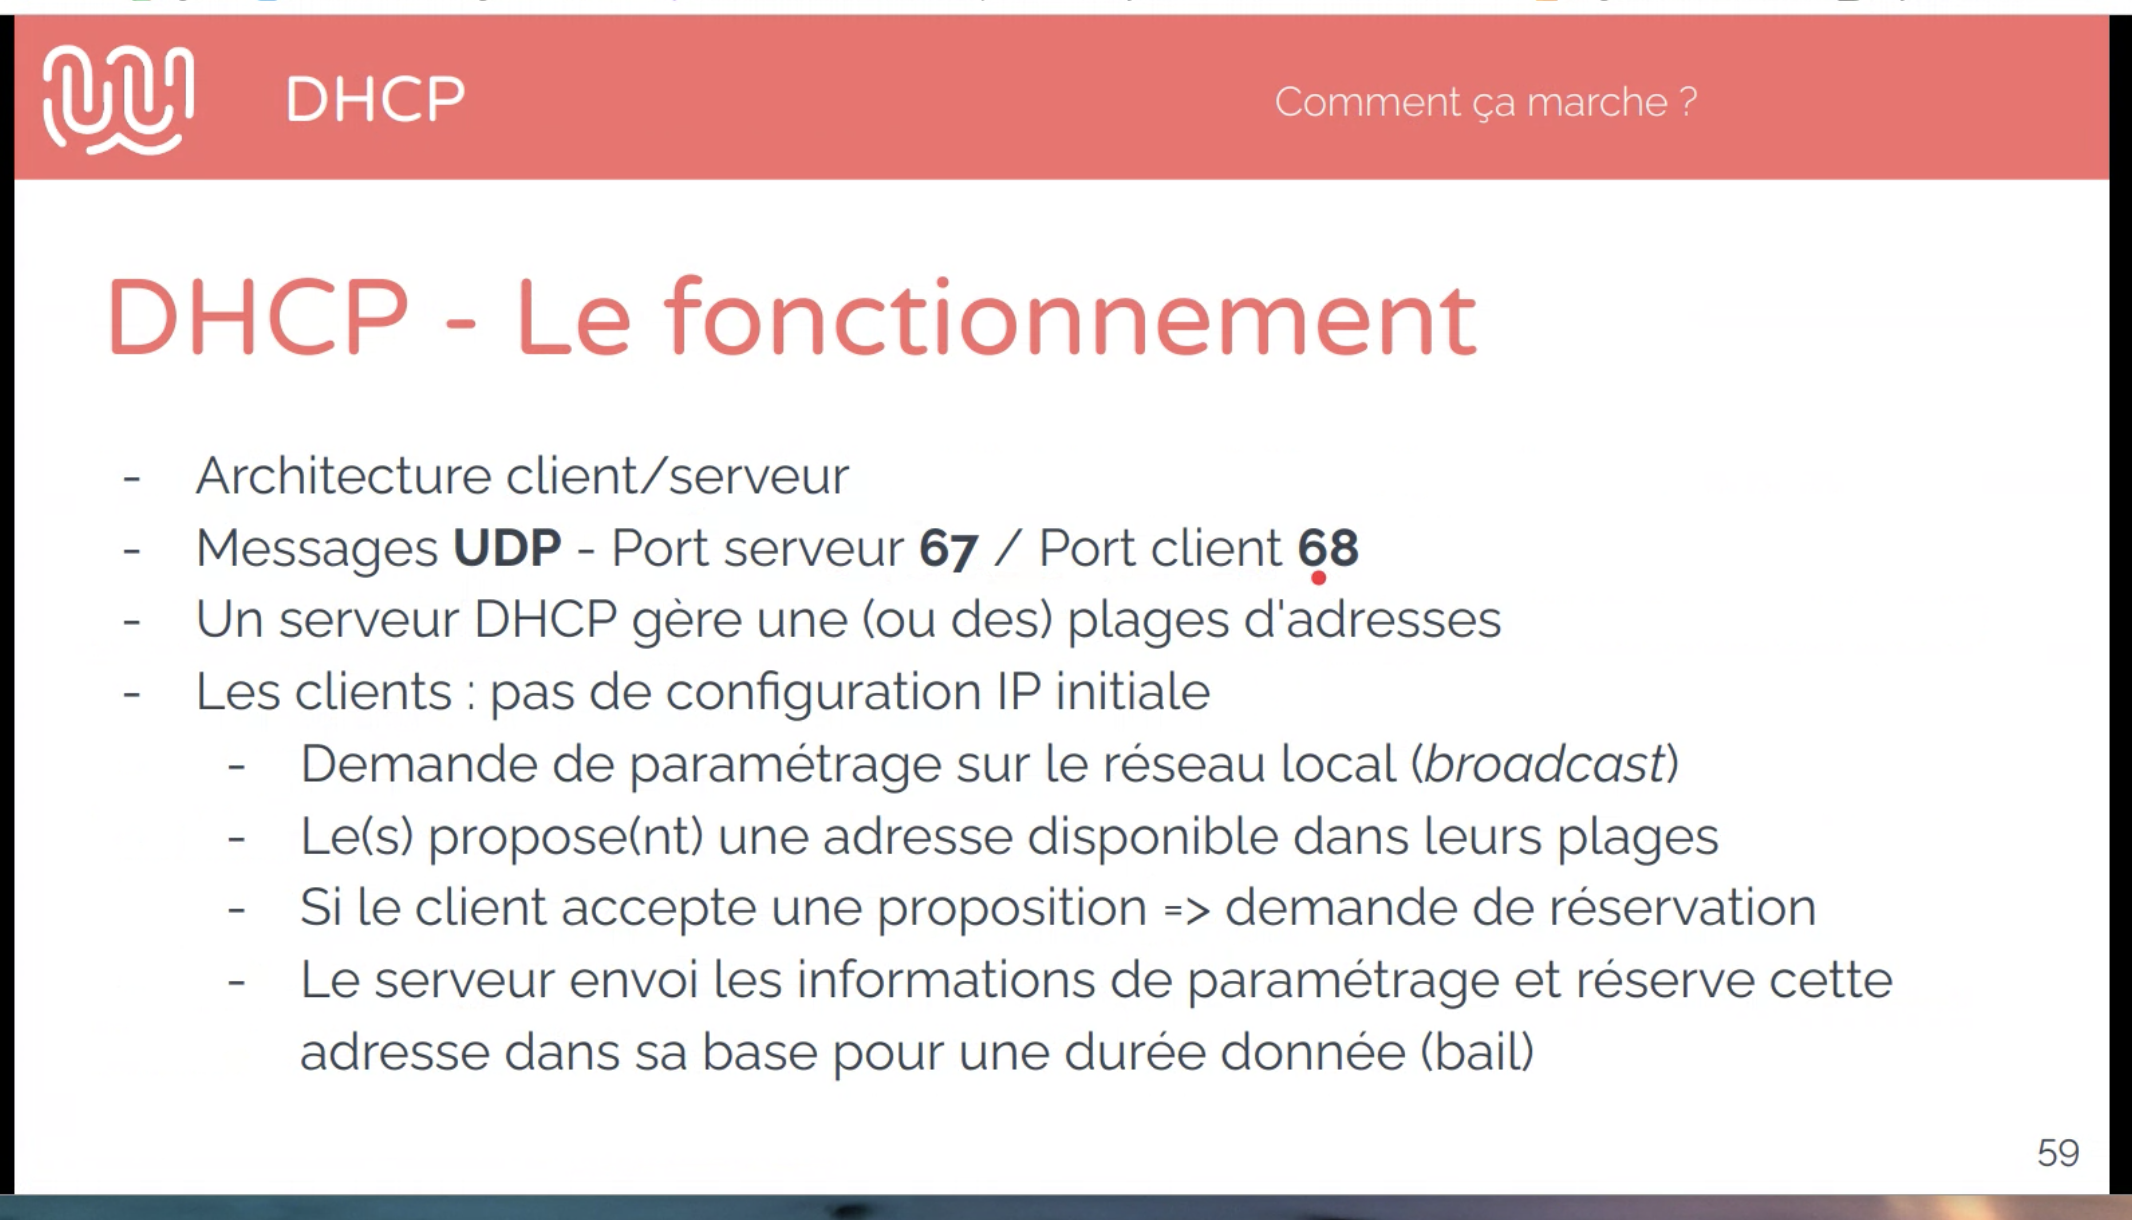 DHCP
Comment ça marche ?
DHCP - Le fonctionnement
- Architecture client/serveur
- Messages UDP - Port serveur 67 / Port client 68
- Un serveur DHCP gère une (ou des) plages d'adresses
- Les clients : pas de configuration IP initiale
- Demande de paramétrage sur le réseau local (broadcast)
- Le(s) propose(nt) une adresse disponible dans leurs plages
- Si le client accepte une proposition => demande de réservation
- Le serveur envoi les informations de paramétrage et réserve cette
adresse dans sa base pour une durée donnée (bail)
59